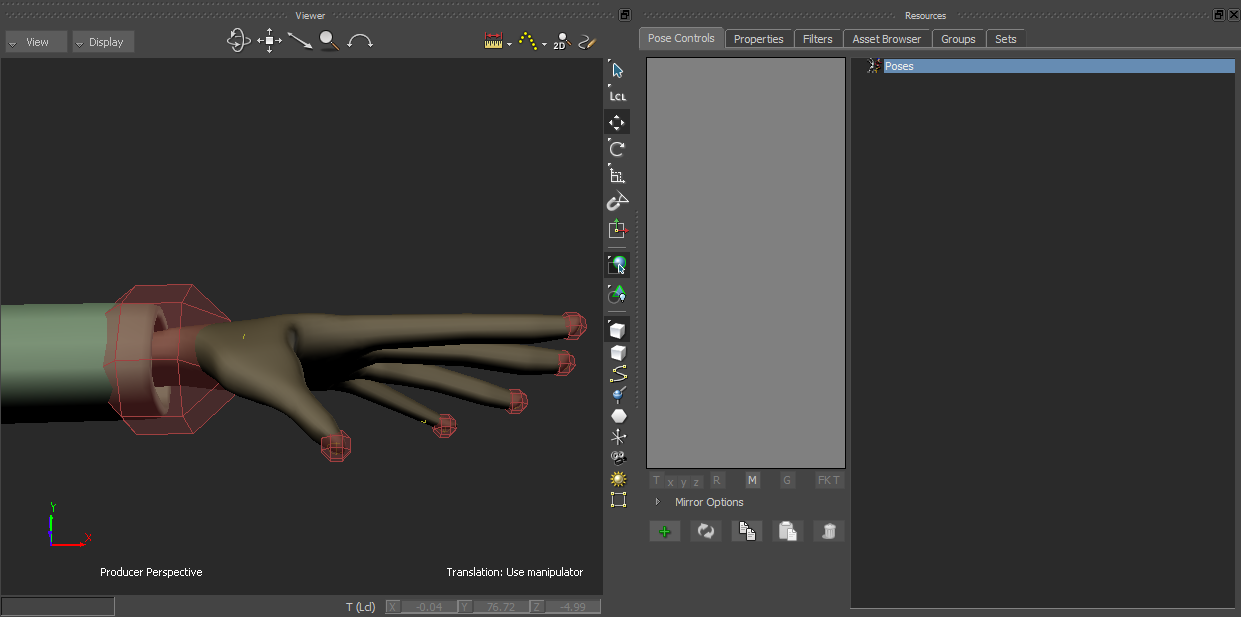 Viewer
Resources
View
Display
2D
Pose Controls
Properties
Filters
Asset Browser
Groups
Sets
Poses
LCL
T x y z R M G FK T
Mirror Options
Y
X
Producer Perspective
Translation: Use manipulator
T (Lcl) X -0.04 Y 76.72 Z -4.99